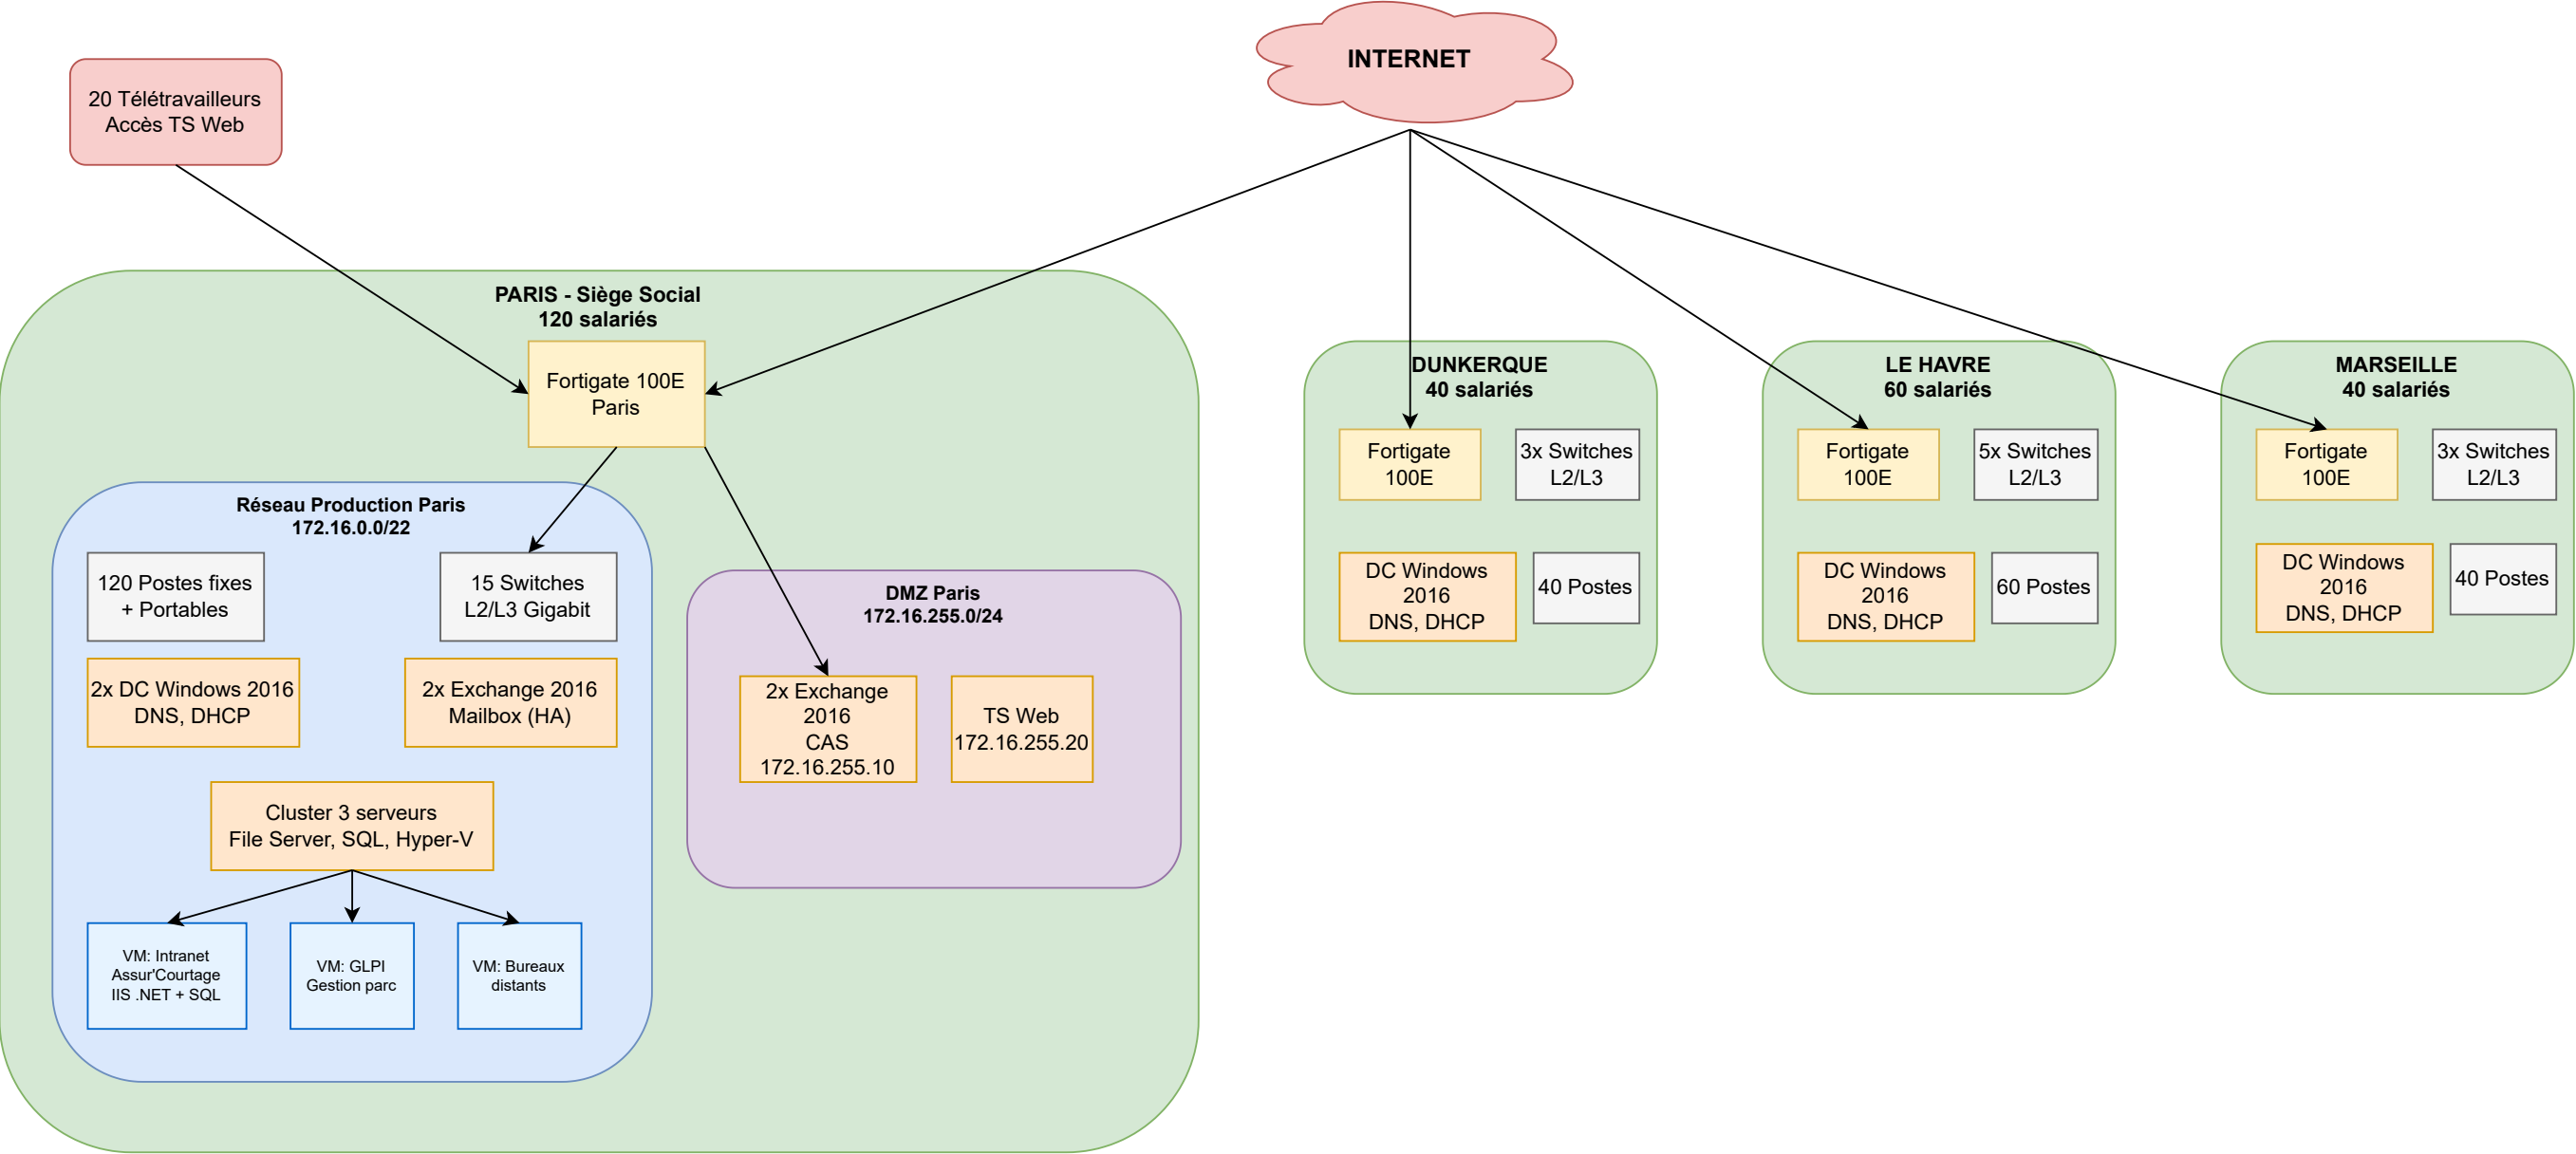 INTERNET
20 Télétravailleurs
Accès TS Web
PARIS - Siège Social
120 salariés
Fortigate 100E
Paris
Réseau Production Paris
172.16.0.0/22
120 Postes fixes
+ Portables
15 Switches
L2/L3 Gigabit
2x DC Windows 2016
DNS, DHCP
2x Exchange 2016
Mailbox (HA)
Cluster 3 serveurs
File Server, SQL, Hyper-V
VM: Intranet
Assur'Courtage
IIS .NET + SQL
VM: GLPI
Gestion parc
VM: Bureaux
distants
DMZ Paris
172.16.255.0/24
2x Exchange
2016
CAS
172.16.255.10
TS Web
172.16.255.20
DUNKERQUE
40 salariés
Fortigate
100E
3x Switches
L2/L3
DC Windows
2016
DNS, DHCP
40 Postes
LE HAVRE
60 salariés
Fortigate
100E
5x Switches
L2/L3
DC Windows
2016
DNS, DHCP
60 Postes
MARSEILLE
40 salariés
Fortigate
100E
3x Switches
L2/L3
DC Windows
2016
DNS, DHCP
40 Postes